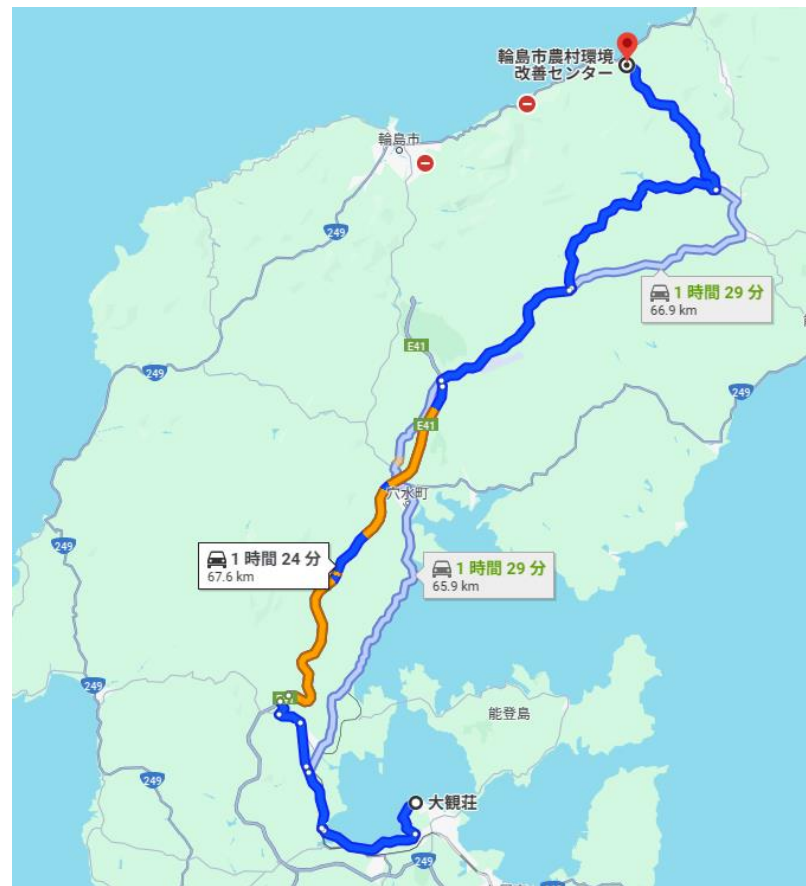 輪島市農村環境
改善センター
輪島市
249
1 時間 29 分
66.9 km
E41
249
249
E41
穴水町
249
1 時間 24 分
67.6 km
1 時間 29 分
65.9 km
249
能登島
大観荘
249
249